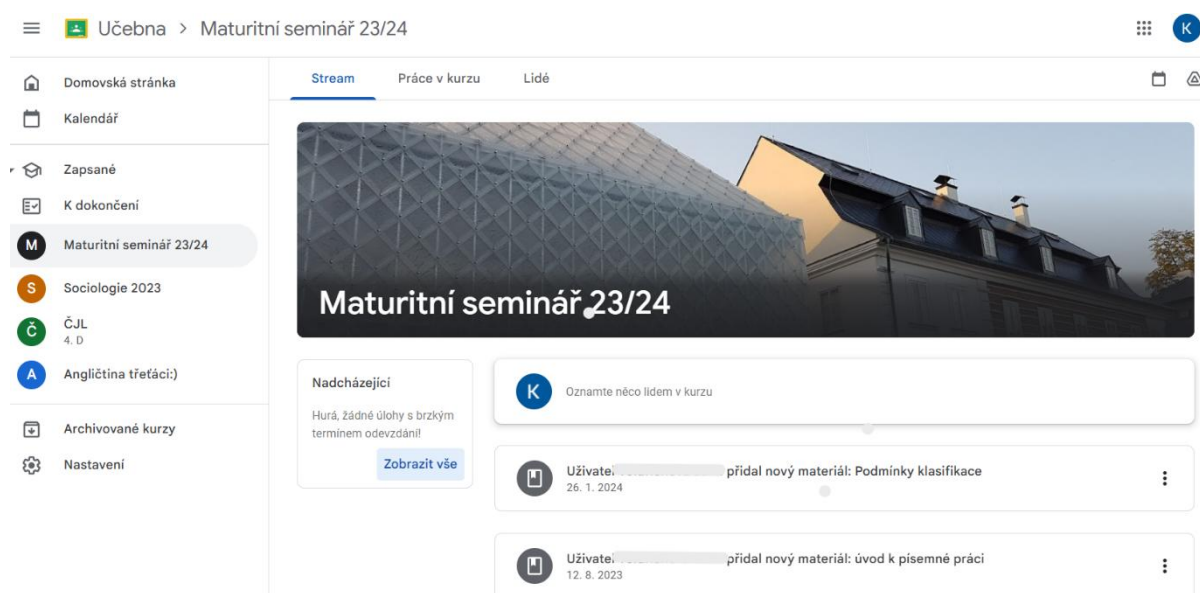 Učebna > Maturitní seminář 23/24
K
Domovská stránka
Kalendář
Zapsané
K dokončení
M Maturitní seminář 23/24
S Sociologie 2023
Č ČJL
4. D
A Angličtina třeťáci:)
Archivované kurzy
Nastavení
Stream Práce v kurzu Lidé
Maturitní seminář 23/24
Nadcházející
Hurá, žádné úlohy s brzkým
termínem odevzdání!
Zobrazit vše
K Oznamte něco lidem v kurzu
Uživatel přidal nový materiál: Podmínky klasifikace
26. 1. 2024
Uživatel přidal nový materiál: úvod k písemné práci
12. 8. 2023